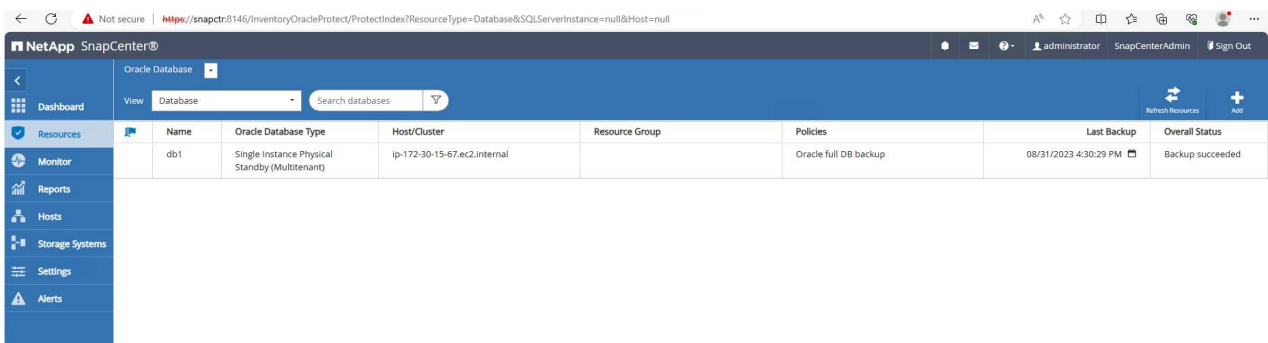 Not secure | https://snapctr:8146/InventoryOracleProtect/ProtectIndex?ResourceType=Database&SQLServerInstance=null&Host=null
NetApp SnapCenter®
administrator SnapCenterAdmin Sign Out
Oracle Database
Dashboard
View Database Search databases
Refresh Resources Add
Resources
Name Oracle Database Type Host/Cluster Resource Group Policies Last Backup Overall Status
db1 Single Instance Physical Standby (Multitenant) ip-172-30-15-67.ec2.internal Oracle full DB backup 08/31/2023 4:30:29 PM Backup succeeded
Monitor
Reports
Hosts
Storage Systems
Settings
Alerts